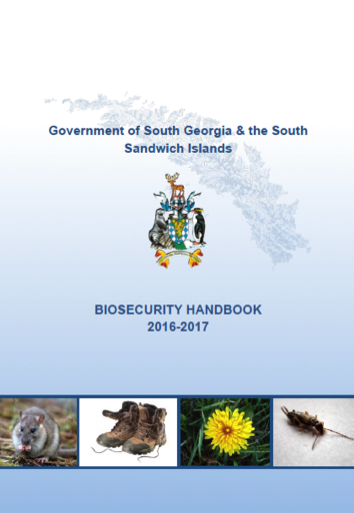 Government of South Georgia & the South
Sandwich Islands
BIOSECURITY HANDBOOK
2016-2017